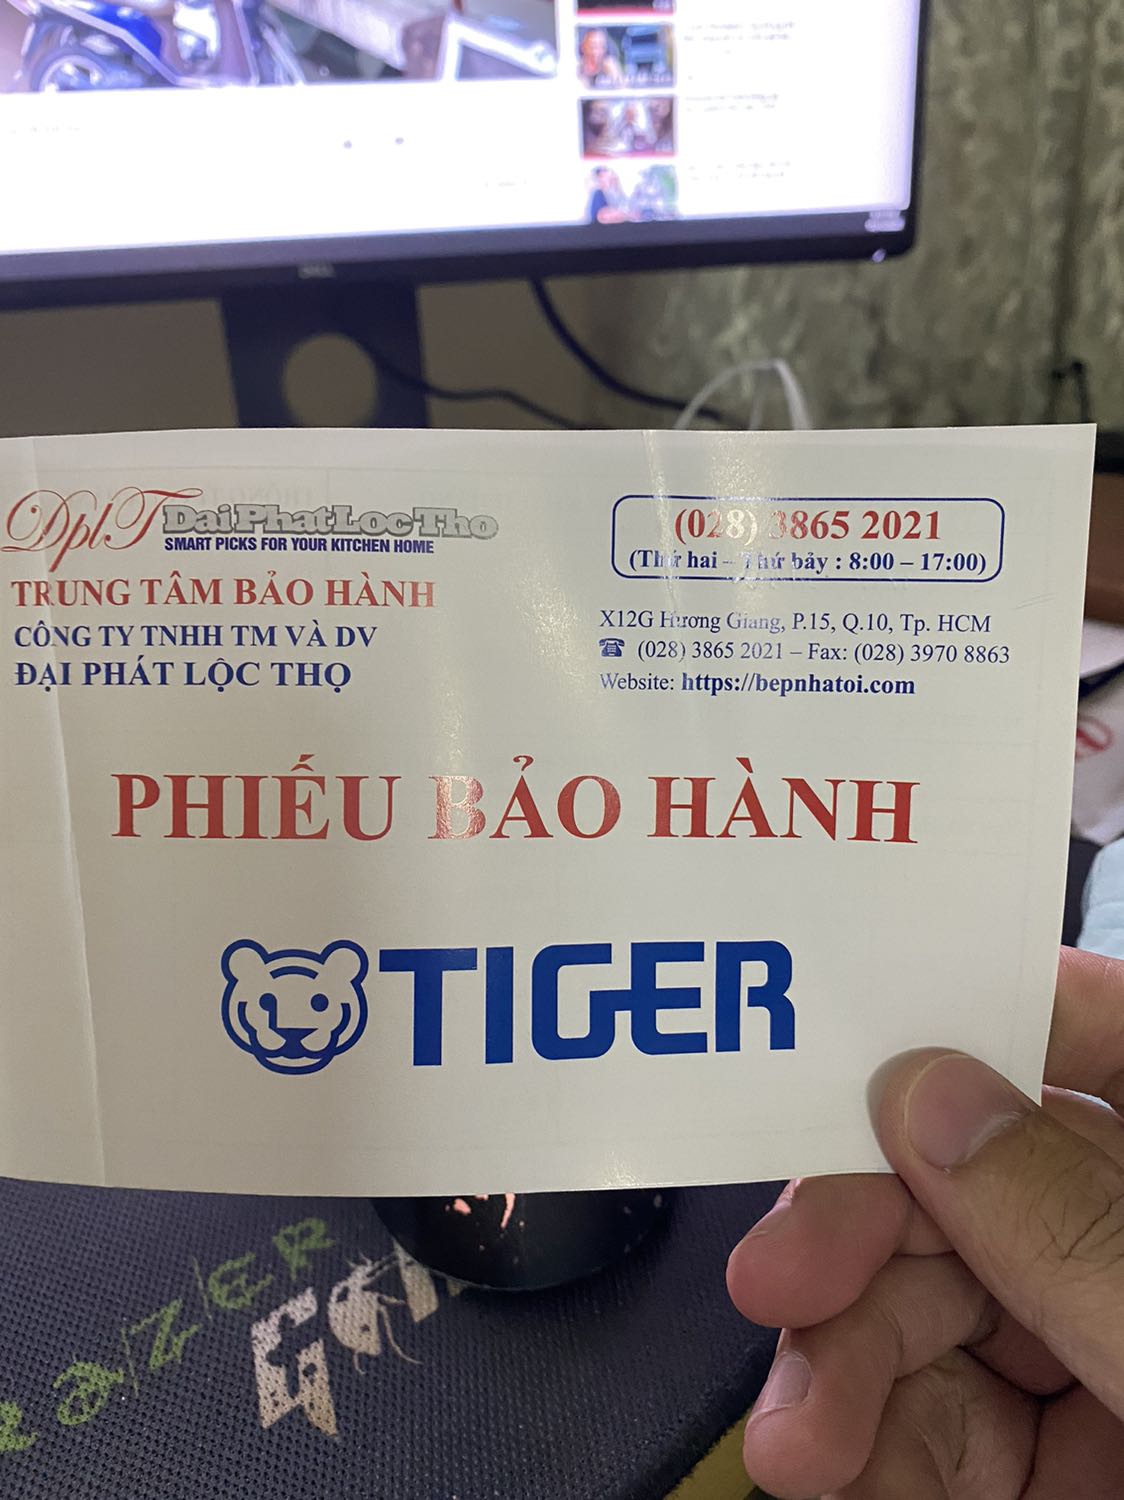 DELL
DplT DaiPhatLocTho
SMART PICKS FOR YOUR KITCHEN HOME
TRUNG TÂM BẢO HÀNH
CÔNG TY TNHH TM VÀ DV
ĐẠI PHÁT LỘC THỌ
(028) 3865 2021
(Thứ hai – Thứ bảy : 8:00 – 17:00)
X12G Hương Giang, P.15, Q.10, Tp. HCM
☎ (028) 3865 2021 – Fax: (028) 3970 8863
Website: https://bepnhatoi.com
PHIẾU BẢO HÀNH
TIGER